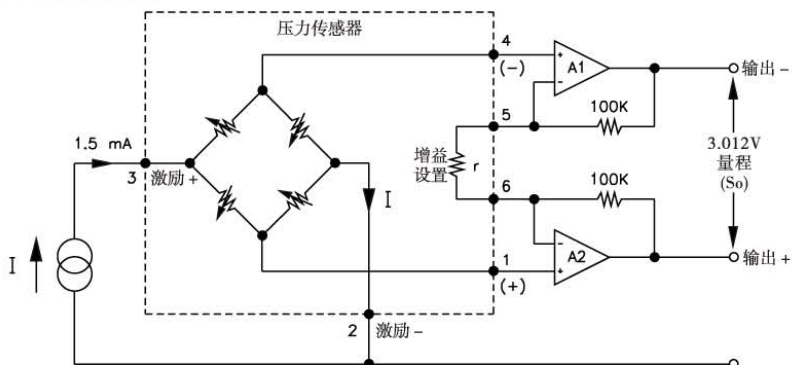 压力传感器
4
(-)
A1
输出-
5
100K
1.5 mA
增益
设置
r
3.012V
量程
(So)
3
激励+
I
6
100K
I
A2
1
(+)
输出+
2
激励-